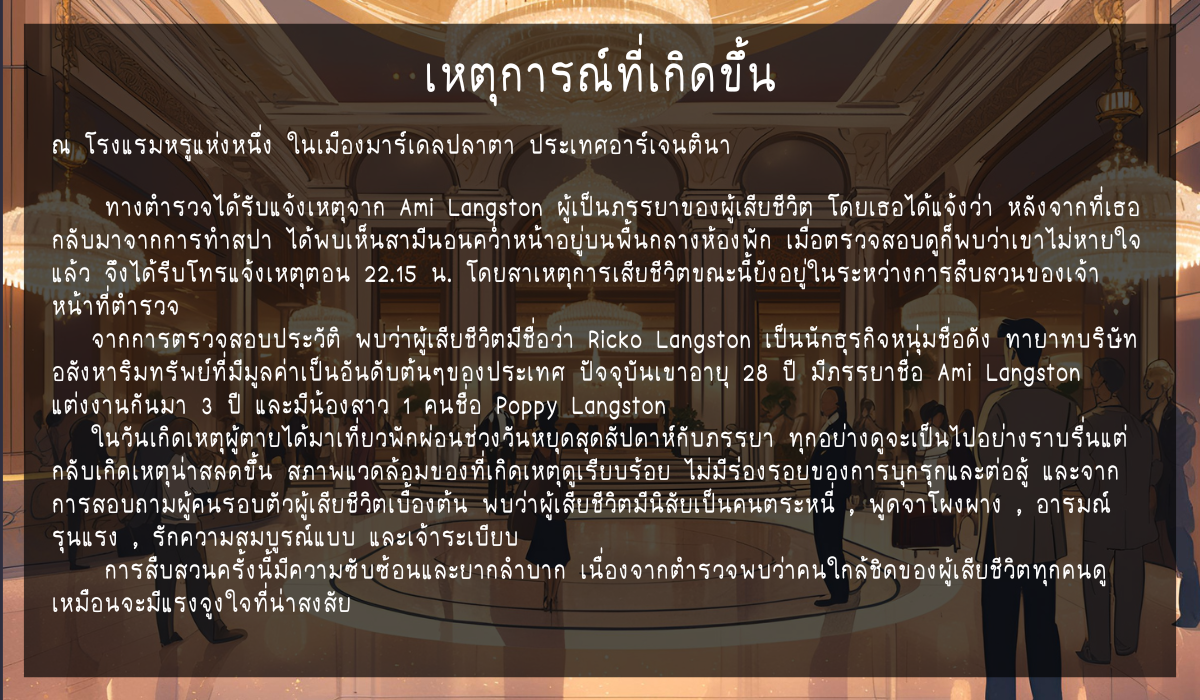 เหตุการณ์ที่เกิดขึ้น
ณ โรงแรมหรูแห่งหนึ่ง ในเมืองมาร์เดลปลาตา ประเทศอาร์เจนตินา
ทางตำรวจได้รับแจ้งเหตุจาก Ami Langston ผู้เป็นภรรยาของผู้เสียชีวิต โดยเธอได้แจ้งว่า หลังจากที่เธอ
กลับมาจากการทำสปา ได้พบเห็นสามีนอนคว่ำหน้าอยู่บนพื้นกลางห้องพัก เมื่อตรวจสอบดูก็พบว่าเขาไม่หายใจ
แล้ว จึงได้รีบโทรแจ้งเหตุตอน 22.15 น. โดยสาเหตุการเสียชีวิตขณะนี้ยังอยู่ในระหว่างการสืบสวนของเจ้า
หน้าที่ตำรวจ
จากการตรวจสอบประวัติ พบว่าผู้เสียชีวิตมีชื่อว่า Ricko Langston เป็นนักธุรกิจหนุ่มชื่อดัง ทายาทบริษัท
อสังหาริมทรัพย์ที่มีมูลค่าเป็นอันดับต้นๆของประเทศ ปัจจุบันเขาอายุ 28 ปี มีภรรยาชื่อ Ami Langston
แต่งงานกันมา 3 ปี และมีน้องสาว 1 คนชื่อ Poppy Langston
ในวันเกิดเหตุผู้ตายได้มาเที่ยวพักผ่อนช่วงวันหยุดสุดสัปดาห์กับภรรยา ทุกอย่างดูจะเป็นไปอย่างราบรื่นแต่
กลับเกิดเหตุน่าสลดขึ้น สภาพแวดล้อมของที่เกิดเหตุดูเรียบร้อย ไม่มีร่องรอยของการบุกรุกและต่อสู้ และจาก
การสอบถามผู้คนรอบตัวผู้เสียชีวิตเบื้องต้น พบว่าผู้เสียชีวิตมีนิสัยเป็นคนตระหนี่ , พูดจาโผงผาง , อารมณ์
รุนแรง , รักความสมบูรณ์แบบ และเจ้าระเบียบ
การสืบสวนครั้งนี้มีความซับซ้อนและยากลำบาก เนื่องจากตำรวจพบว่าคนใกล้ชิดของผู้เสียชีวิตทุกคนดู
เหมือนจะมีแรงจูงใจที่น่าสงสัย